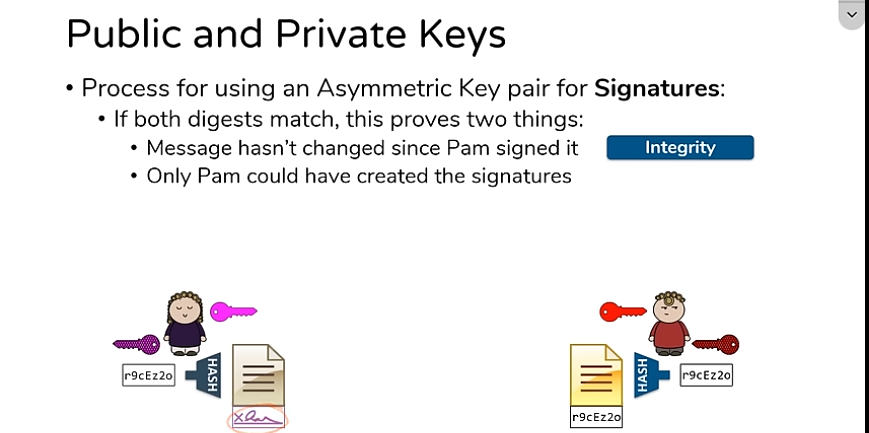 Public and Private Keys
• Process for using an Asymmetric Key pair for Signatures:
• If both digests match, this proves two things:
• Message hasn't changed since Pam signed it
Integrity
• Only Pam could have created the signatures
r9cEz2o
HASH
HASH
r9cEz2o
r9cEz2o